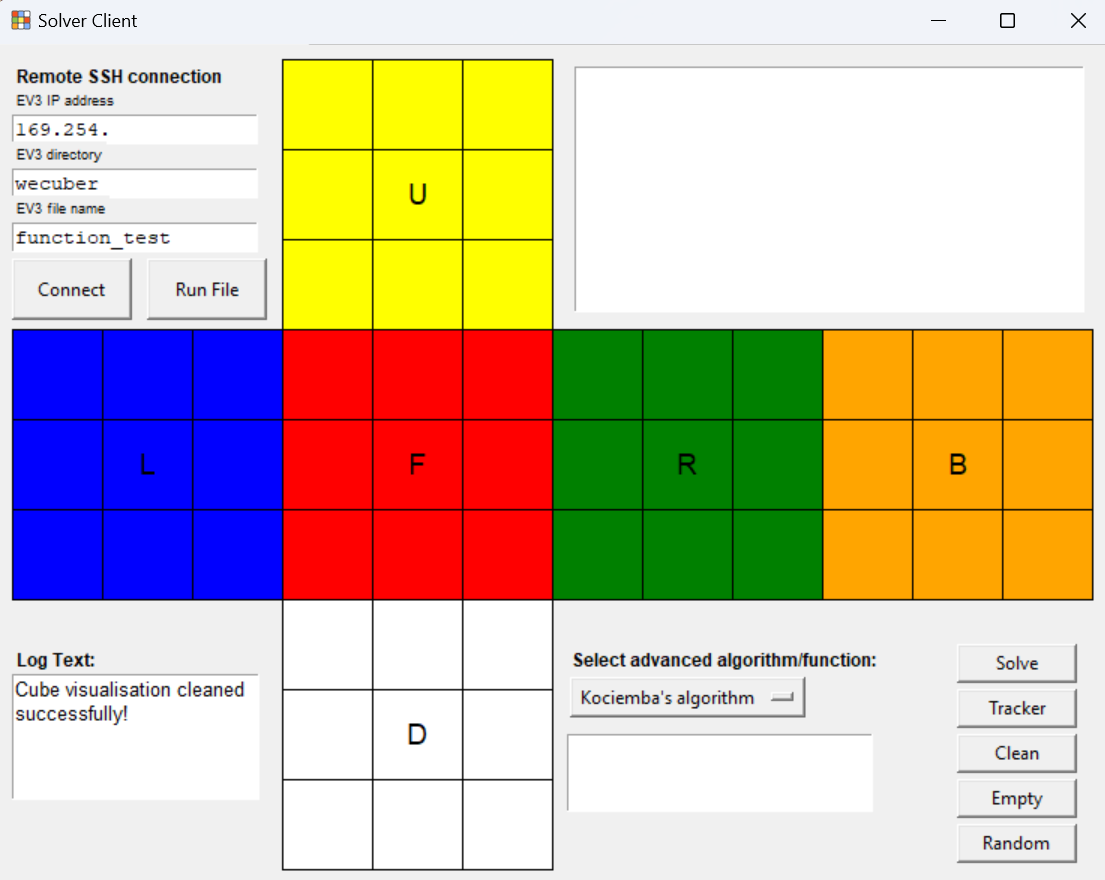 Solver Client
Remote SSH connection
EV3 IP address
169.254.
EV3 directory
wecuber
EV3 file name
function_test
Connect
Run File
U
L
F
R
B
D
Log Text:
Cube visualisation cleaned
successfully!
Select advanced algorithm/function:
Kociemba's algorithm
Solve
Tracker
Clean
Empty
Random